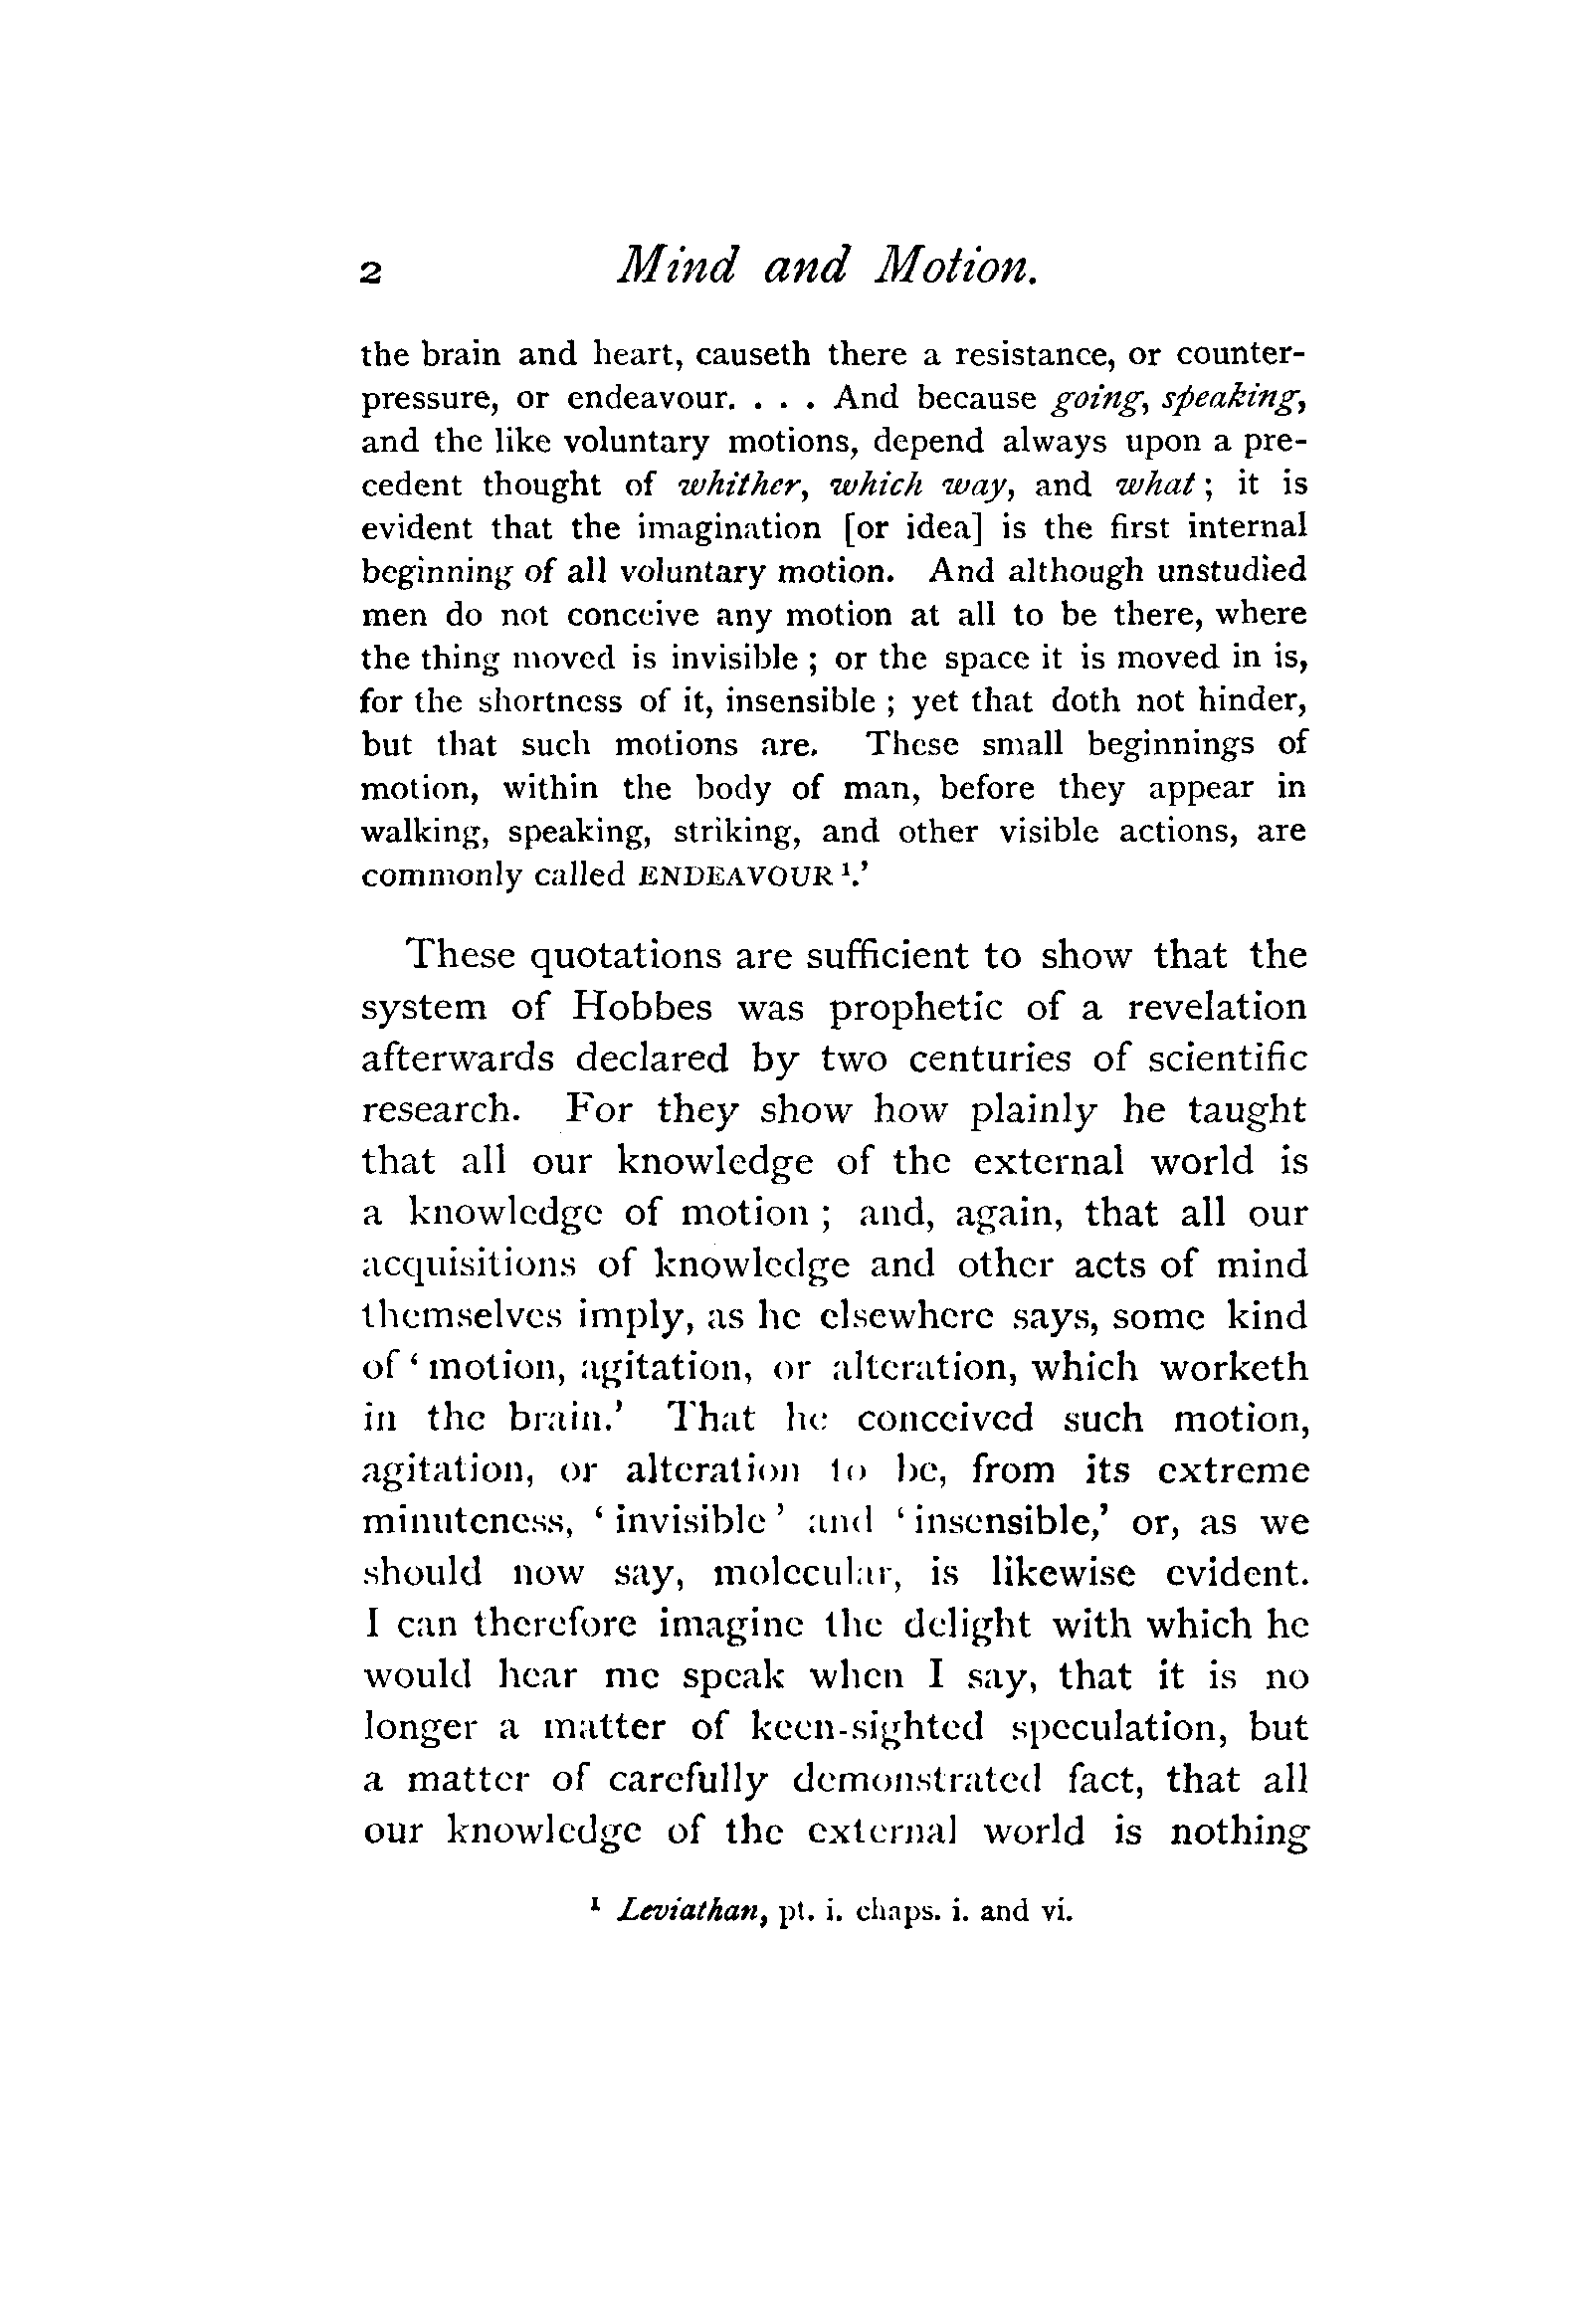 2 Mind and Motion.
the brain and heart, causeth there a resistance, or counter-
pressure, or endeavour. . . . And because going, speaking,
and the like voluntary motions, depend always upon a pre-
cedent thought of whither, which way, and what ; it is
evident that the imagination [or idea] is the first internal
beginning of all voluntary motion. And although unstudied
men do not conceive any motion at all to be there, where
the thing moved is invisible ; or the space it is moved in is,
for the shortness of it, insensible ; yet that doth not hinder,
but that such motions are. These small beginnings of
motion, within the body of man, before they appear in
walking, speaking, striking, and other visible actions, are
commonly called ENDEAVOUR ¹.’
These quotations are sufficient to show that the
system of Hobbes was prophetic of a revelation
afterwards declared by two centuries of scientific
research. For they show how plainly he taught
that all our knowledge of the external world is
a knowledge of motion ; and, again, that all our
acquisitions of knowledge and other acts of mind
themselves imply, as he elsewhere says, some kind
of ‘ motion, agitation, or alteration, which worketh
in the brain.’ That he conceived such motion,
agitation, or alteration to be, from its extreme
minuteness, ‘ invisible ’ and ‘ insensible,’ or, as we
should now say, molecular, is likewise evident.
I can therefore imagine the delight with which he
would hear me speak when I say, that it is no
longer a matter of keen-sighted speculation, but
a matter of carefully demonstrated fact, that all
our knowledge of the external world is nothing
¹ Leviathan, pt. i. chaps. i. and vi.